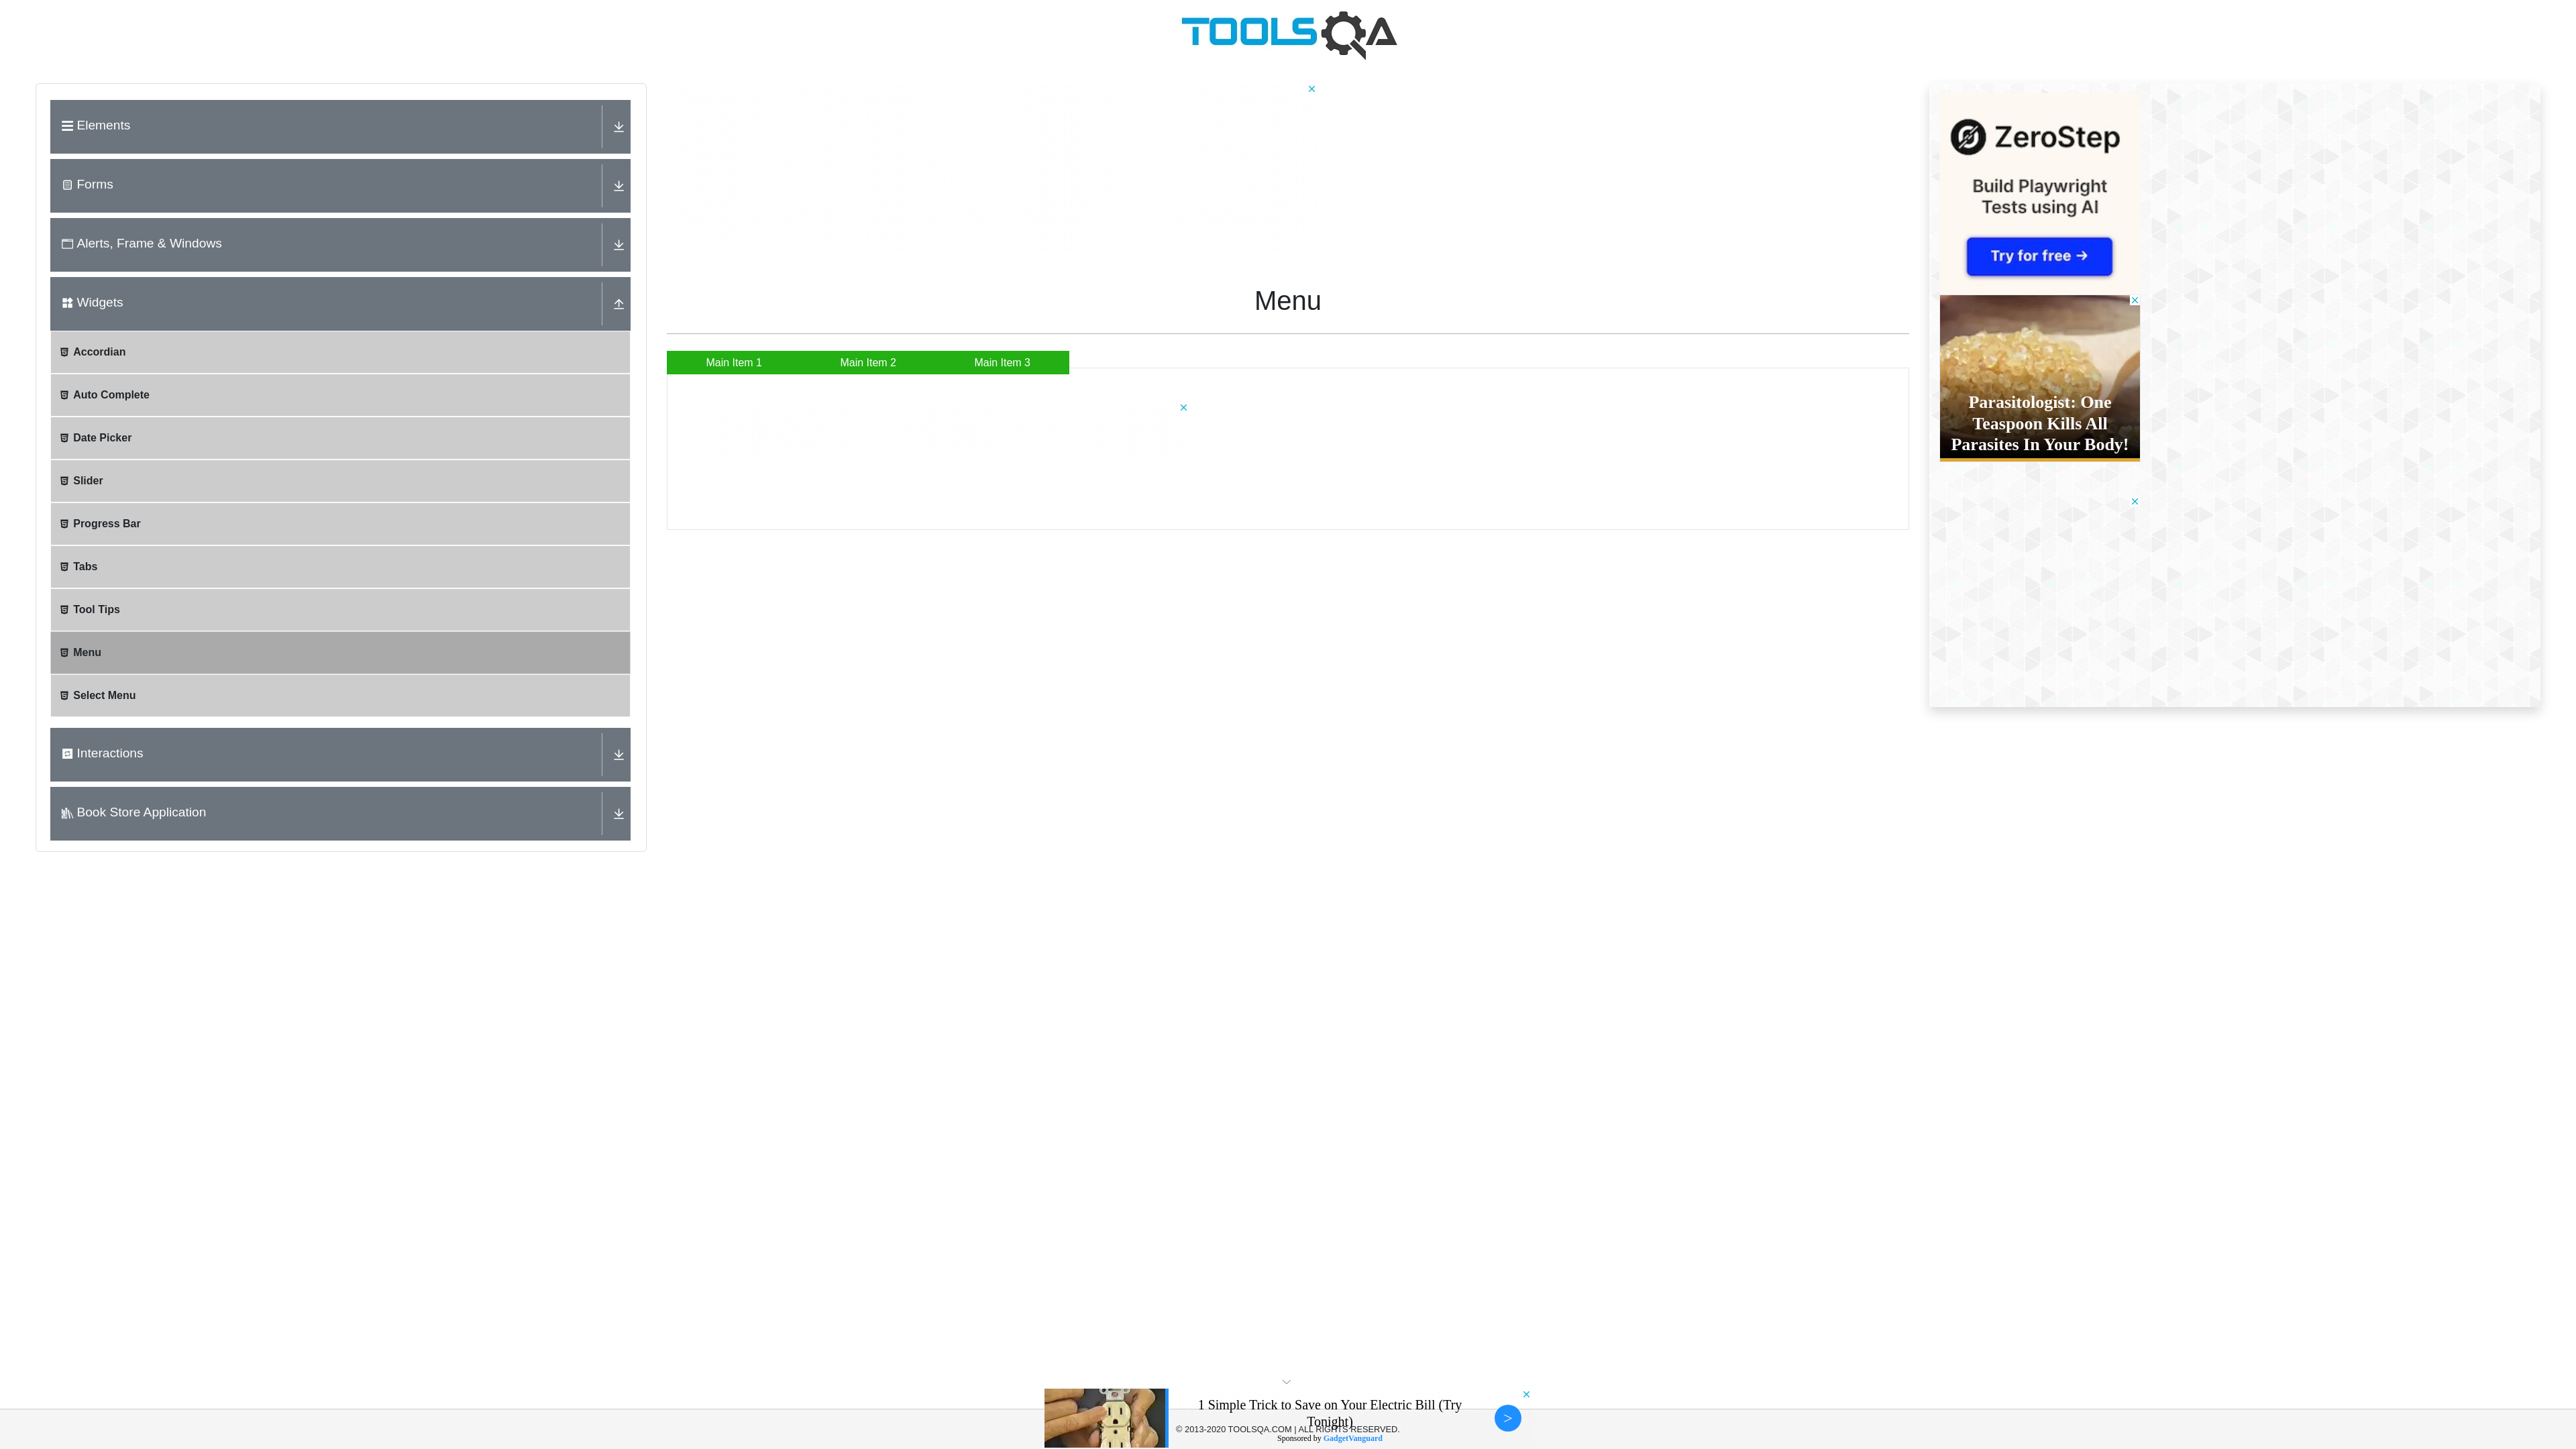 TOOLSQA
Elements
Forms
Alerts, Frame & Windows
Widgets
Accordian
Auto Complete
Date Picker
Slider
Progress Bar
Tabs
Tool Tips
Menu
Select Menu
Interactions
Book Store Application
Menu
Main Item 1
Main Item 2
Main Item 3
ZeroStep
Build Playwright
Tests using AI
Try for free →
Parasitologist: One
Teaspoon Kills All
Parasites In Your Body!
1 Simple Trick to Save on Your Electric Bill (Try
Tonight)
© 2013-2020 TOOLSQA.COM | ALL RIGHTS RESERVED.
Sponsored by GadgetVanguard